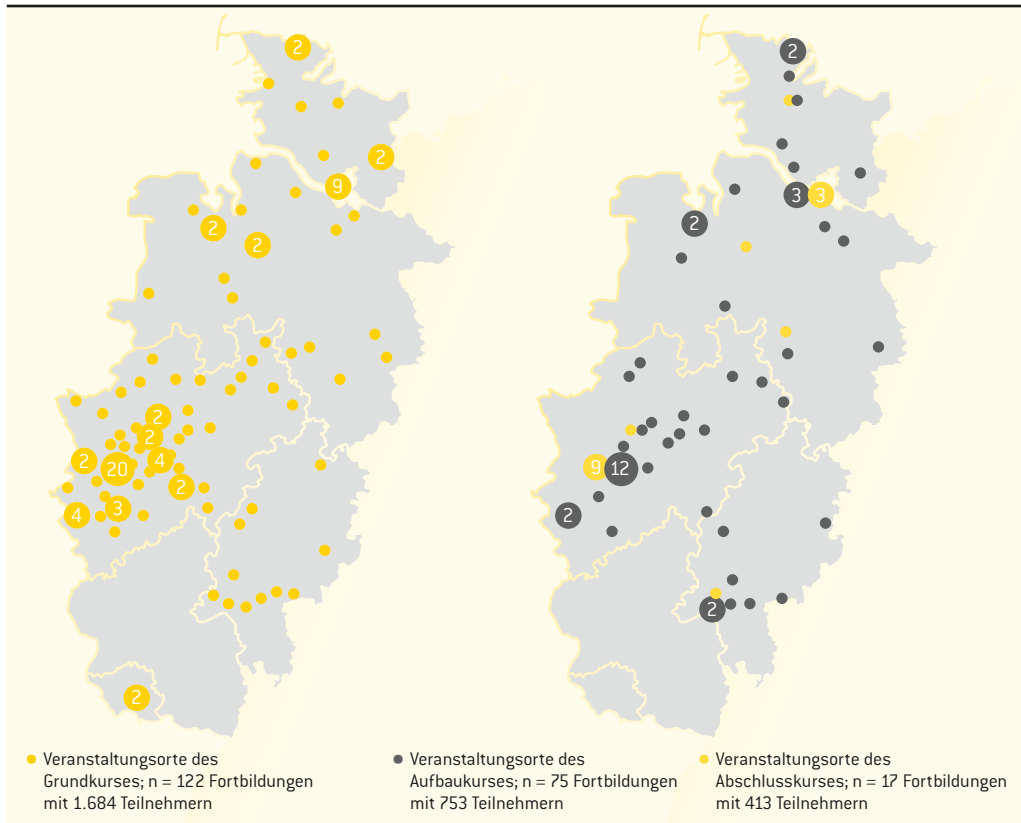 2
2
9
2
2
2
2
2
20
4
2
4
3
2
2
3
3
2
9
12
2
2
Veranstaltungsorte des
Grundkurses; n = 122 Fortbildungen
mit 1.684 Teilnehmern
Veranstaltungsorte des
Aufbaukurses; n = 75 Fortbildungen
mit 753 Teilnehmern
Veranstaltungsorte des
Abschlusskurses; n = 17 Fortbildungen
mit 413 Teilnehmern